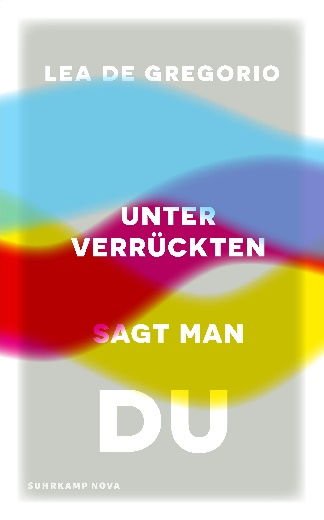 LEA DE GREGORIO
UNTER
VERRÜCKTEN
SAGT MAN
DU
SUHRKAMP NOVA